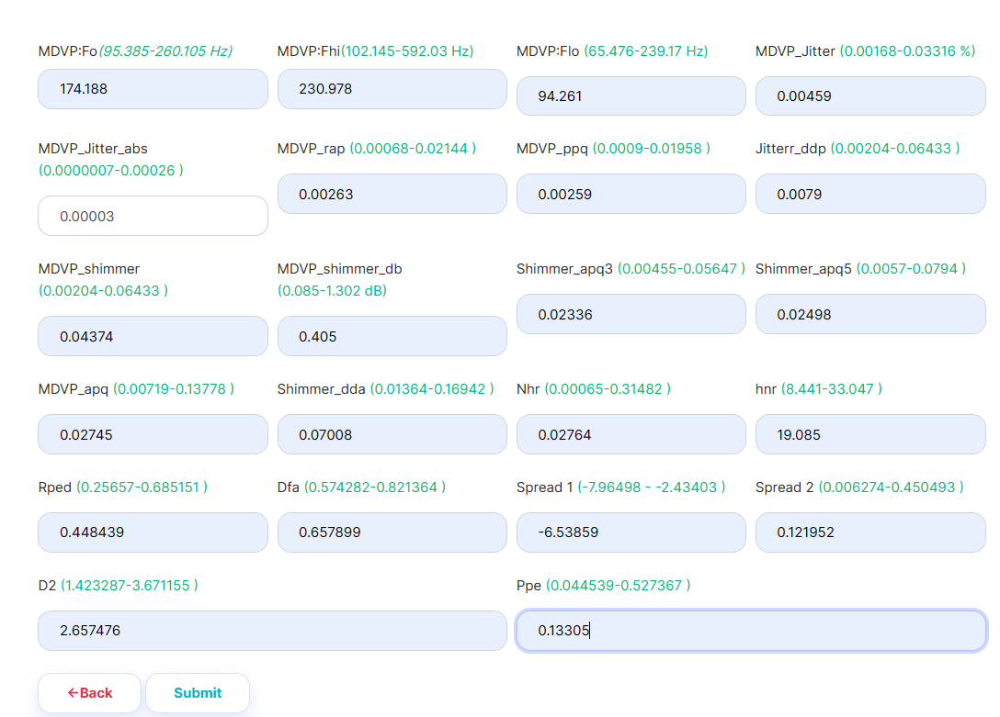 MDVP:Fo(95.385-260.105 Hz)
174.188
MDVP:Fhi(102.145-592.03 Hz)
230.978
MDVP:Flo (65.476-239.17 Hz)
94.261
MDVP_Jitter (0.00168-0.03316 %)
0.00459
MDVP_Jitter_abs
(0.0000007-0.00026 )
0.00003
MDVP_rap (0.00068-0.02144 )
0.00263
MDVP_ppq (0.0009-0.01958 )
0.00259
Jitterr_ddp (0.00204-0.06433 )
0.0079
MDVP_shimmer
(0.00204-0.06433 )
0.04374
MDVP_shimmer_db
(0.085-1.302 dB)
0.405
Shimmer_apq3 (0.00455-0.05647 )
0.02336
Shimmer_apq5 (0.0057-0.0794 )
0.02498
MDVP_apq (0.00719-0.13778 )
0.02745
Shimmer_dda (0.01364-0.16942 )
0.07008
Nhr (0.00065-0.31482 )
0.02764
hnr (8.441-33.047 )
19.085
Rped (0.25657-0.685151 )
0.448439
Dfa (0.574282-0.821364 )
0.657899
Spread 1 (-7.96498 - -2.43403 )
-6.53859
Spread 2 (0.006274-0.450493 )
0.121952
D2 (1.423287-3.671155 )
2.657476
Ppe (0.044539-0.527367 )
0.13305
←Back
Submit